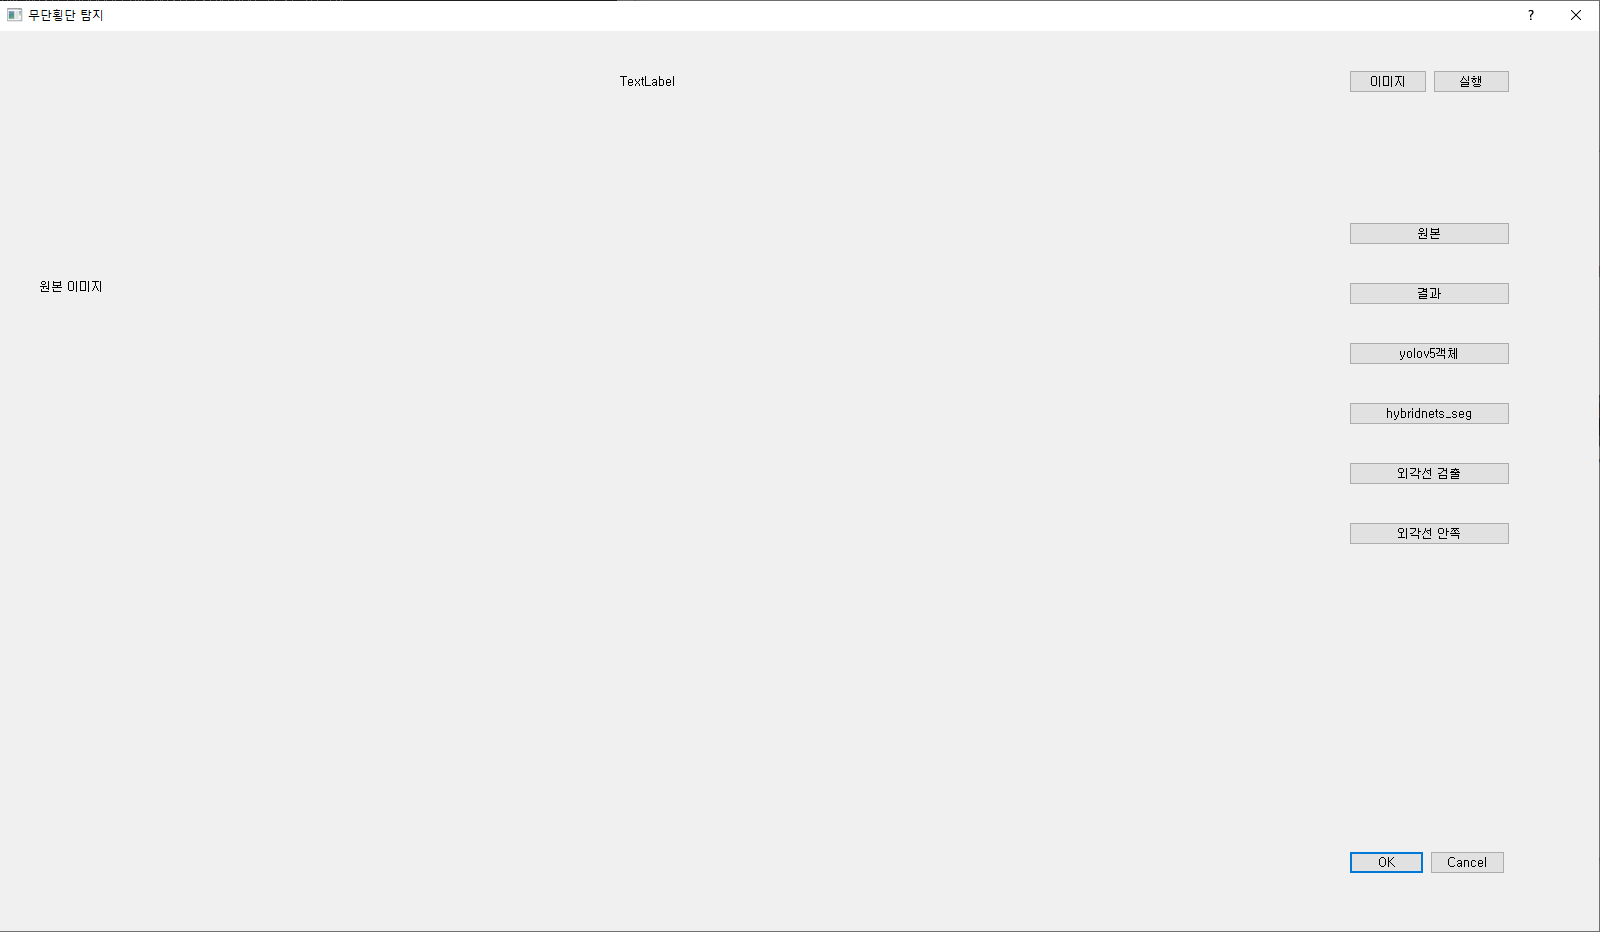 무단횡단 탐지
?
TextLabel
이미지
실행
원본
원본 이미지
결과
yolov5객체
hybridnets_seg
외각선 검출
외각선 안쪽
OK
Cancel